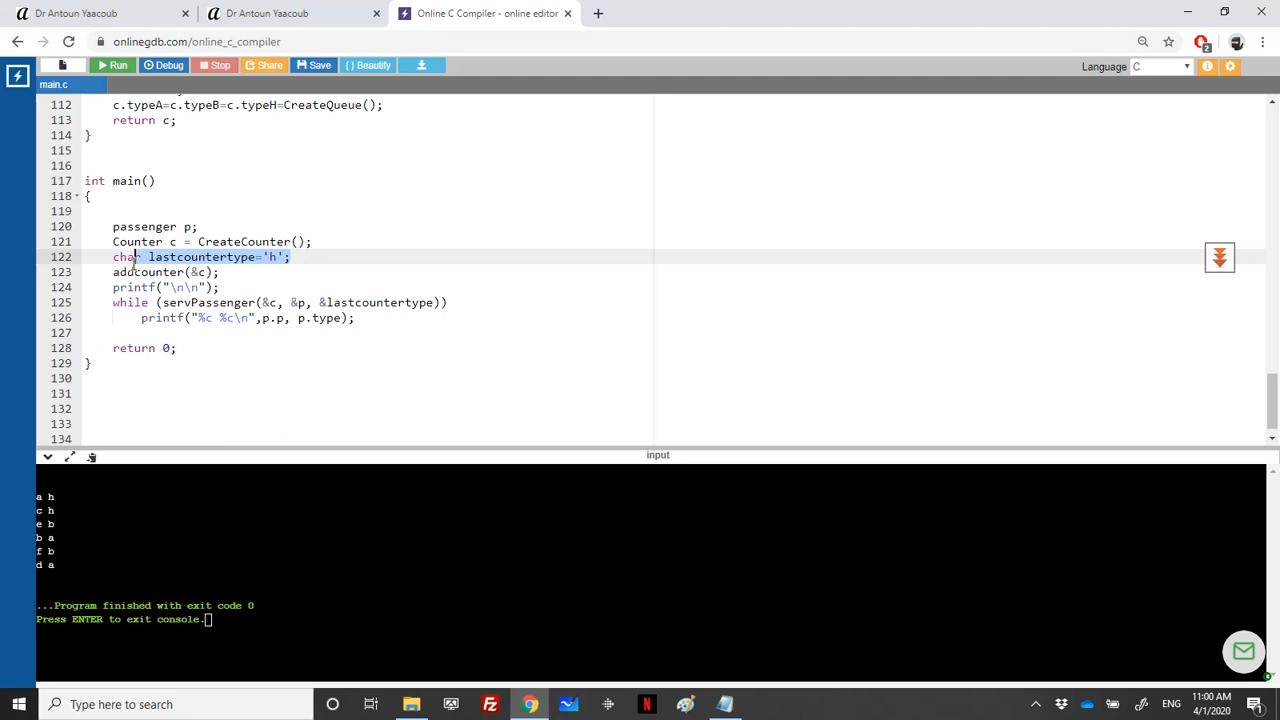 Dr Antoun Yaacoub
Dr Antoun Yaacoub
Online C Compiler - online editor
onlinegdb.com/online_c_compiler
2
Run
Debug
Stop
Share
Save
{ } Beautify
Language C
main.c
112 c.typeA=c.typeB=c.typeH=CreateQueue();
113 return c;
114 }
115
116
117 int main()
118 {
119
120 passenger p;
121 Counter c = CreateCounter();
122 char lastcountertype='h';
123 addcounter(&c);
124 printf("\n\n");
125 while (servPassenger(&c, &p, &lastcountertype))
126 printf("%c %c\n",p.p, p.type);
127
128 return 0;
129 }
130
131
132
133
134
input
a h
c h
e b
b a
f b
d a
...Program finished with exit code 0
Press ENTER to exit console.
Type here to search
ENG
11:00 AM
4/1/2020